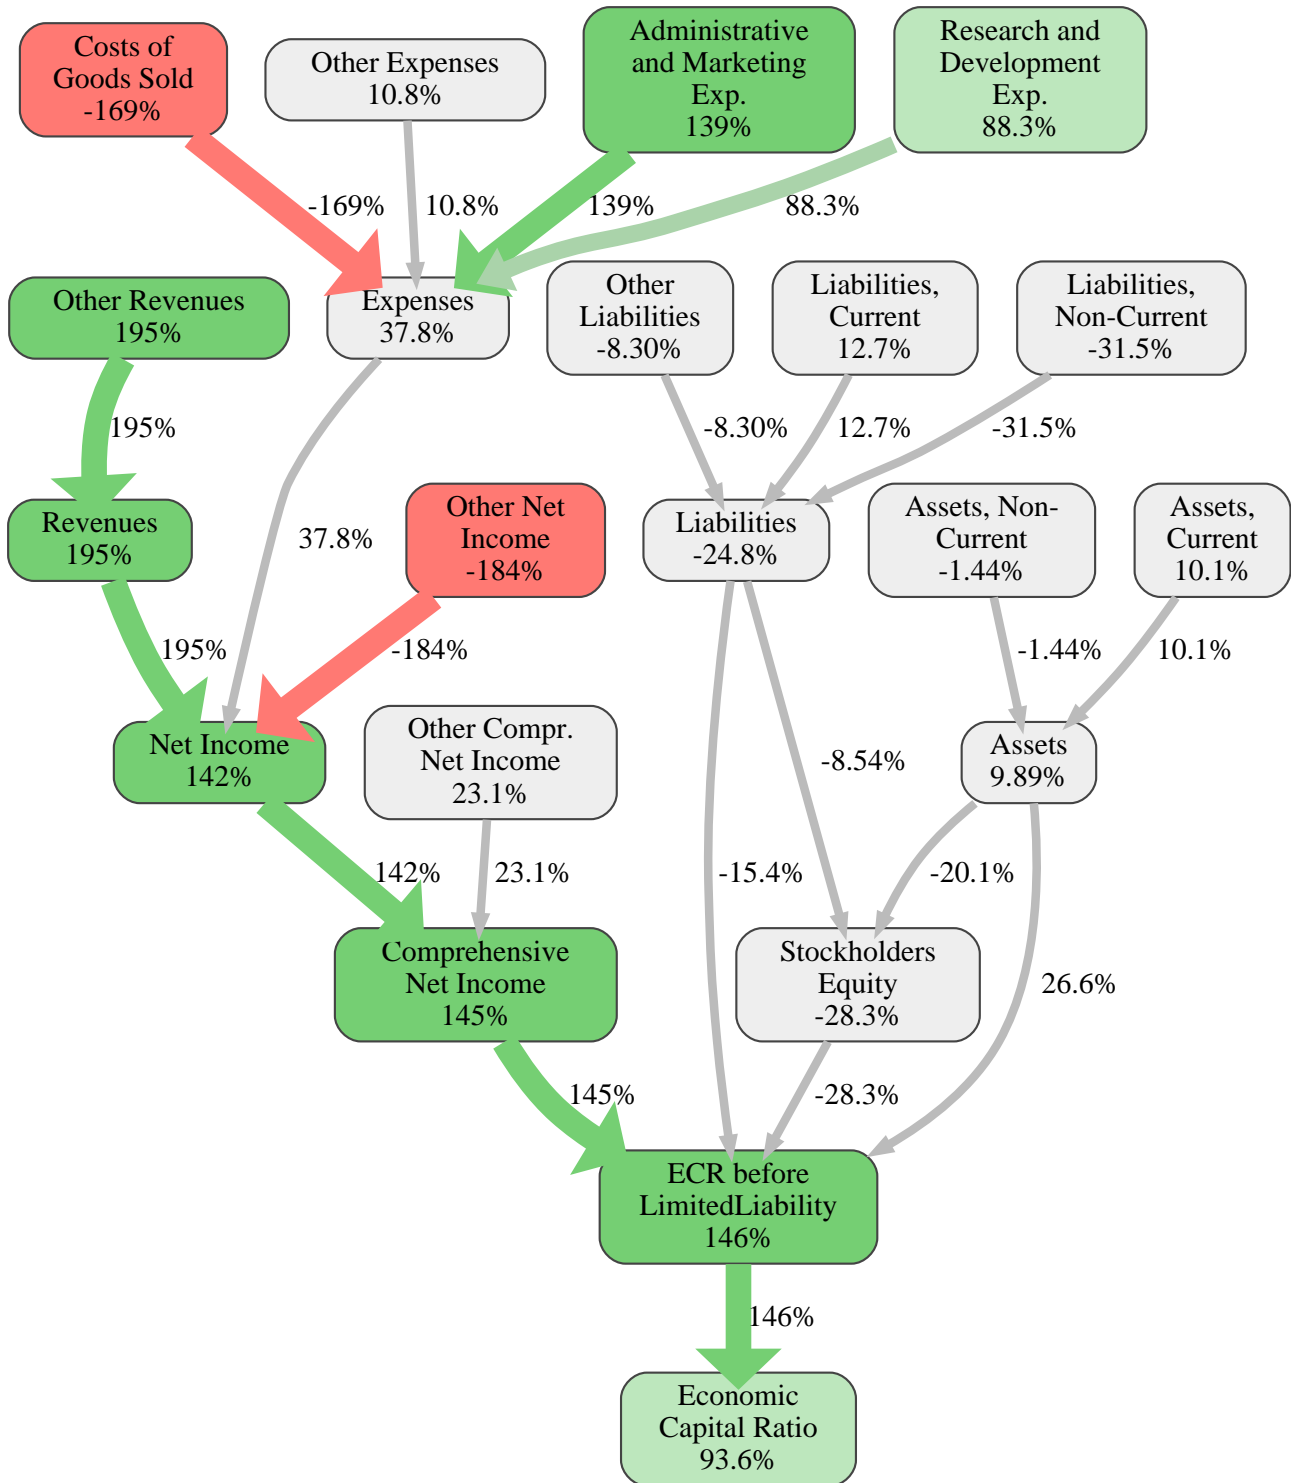 Costs of
Goods Sold
-169%
Other Expenses
10.8%
Administrative
and Marketing
Exp.
139%
Research and
Development
Exp.
88.3%
-169%
10.8%
139%
88.3%
Other Revenues
195%
Expenses
37.8%
Other
Liabilities
-8.30%
Liabilities,
Current
12.7%
Liabilities,
Non-Current
-31.5%
195%
-8.30%
12.7%
-31.5%
Revenues
195%
37.8%
Other Net
Income
-184%
Liabilities
-24.8%
Assets, Non-
Current
-1.44%
Assets,
Current
10.1%
195%
-184%
-1.44%
10.1%
Net Income
142%
Other Compr.
Net Income
23.1%
-8.54%
Assets
9.89%
142%
23.1%
-15.4%
-20.1%
Comprehensive
Net Income
145%
Stockholders
Equity
-28.3%
26.6%
145%
-28.3%
ECR before
LimitedLiability
146%
146%
Economic
Capital Ratio
93.6%